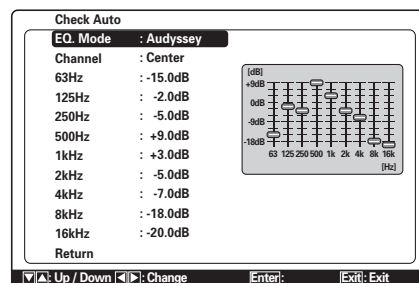 Check Auto
EQ. Mode : Audyssey
Channel : Center
63Hz : -15.0dB
125Hz : -2.0dB
250Hz : -5.0dB
500Hz : +9.0dB
1kHz : +3.0dB
2kHz : -5.0dB
4kHz : -7.0dB
8kHz : -18.0dB
16kHz : -20.0dB
Return
[dB]
+9dB
0dB
-9dB
-18dB
63 125 250 500 1k 2k 4k 8k 16k
[Hz]
▼▲: Up / Down ◀▶: Change Enter: Exit: Exit